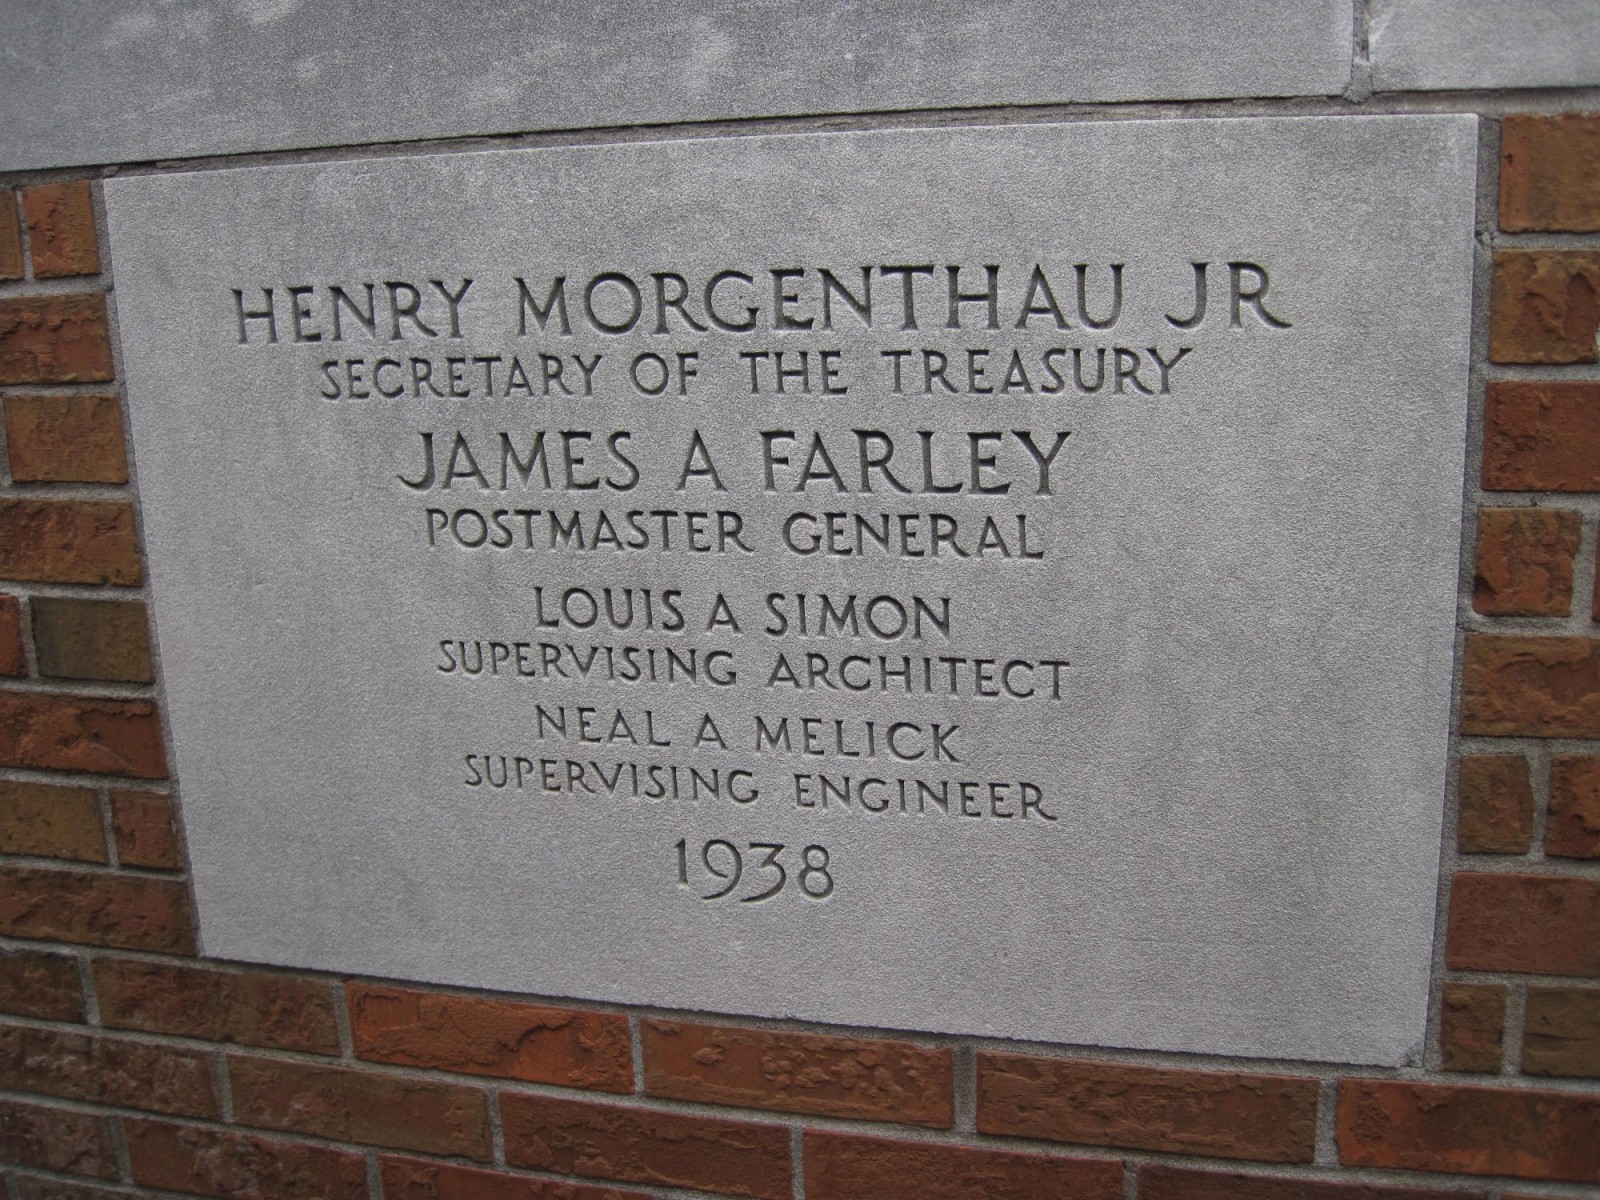 HENRY MORGENTHAU JR
SECRETARY OF THE TREASURY
JAMES A FARLEY
POSTMASTER GENERAL
LOUIS A SIMON
SUPERVISING ARCHITECT
NEAL A MELICK
SUPERVISING ENGINEER
1938